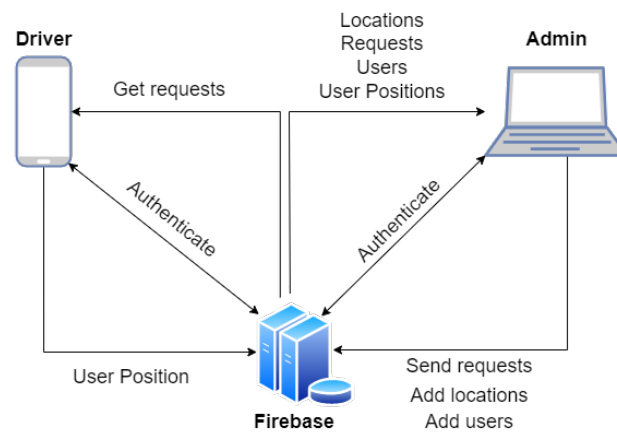 Driver
Locations
Requests
Users
User Positions
Admin
Get requests
Authenticate
Authenticate
User Position
Send requests
Add locations
Add users
Firebase